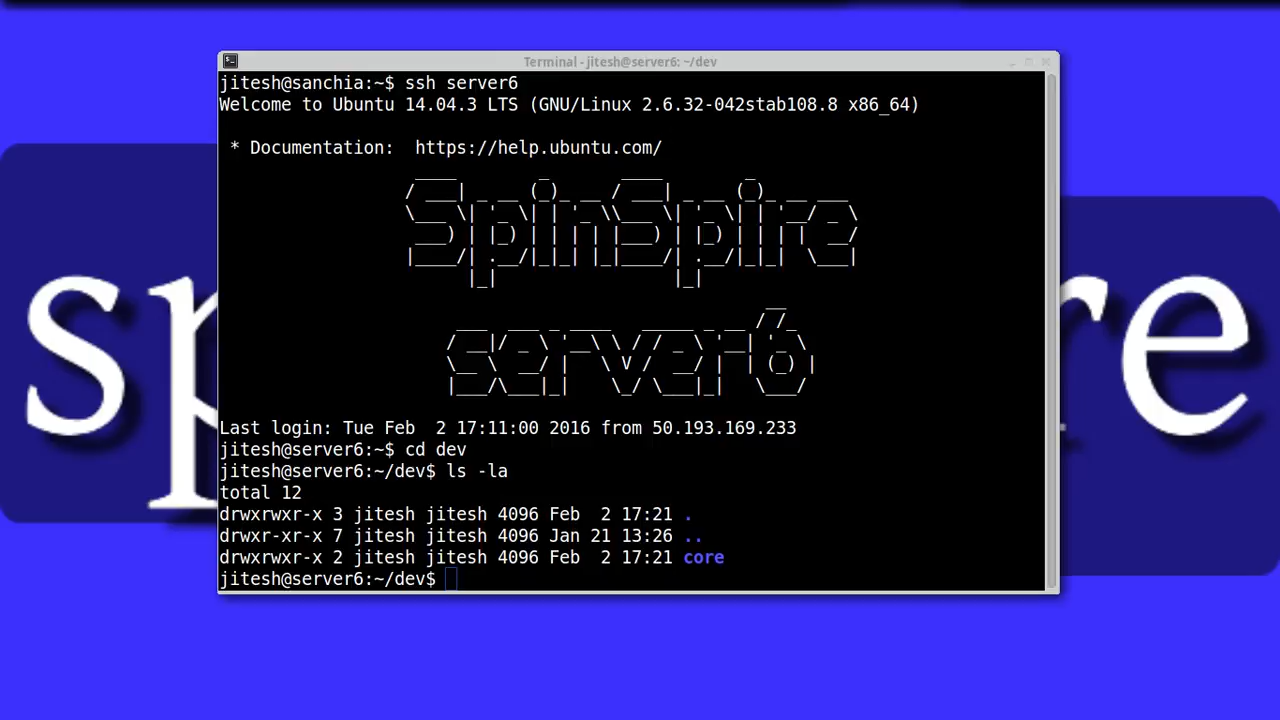 Terminal - jitesh@server6: ~/dev
jitesh@sanchia:~$ ssh server6
Welcome to Ubuntu 14.04.3 LTS (GNU/Linux 2.6.32-042stab108.8 x86_64)
* Documentation:  https://help.ubuntu.com/
SpinSpire
server6
Last login: Tue Feb  2 17:11:00 2016 from 50.193.169.233
jitesh@server6:~$ cd dev
jitesh@server6:~/dev$ ls -la
total 12
drwxrwxr-x 3 jitesh jitesh 4096 Feb  2 17:21 .
drwxr-xr-x 7 jitesh jitesh 4096 Jan 21 13:26 ..
drwxrwxr-x 2 jitesh jitesh 4096 Feb  2 17:21 core
jitesh@server6:~/dev$
sp
re